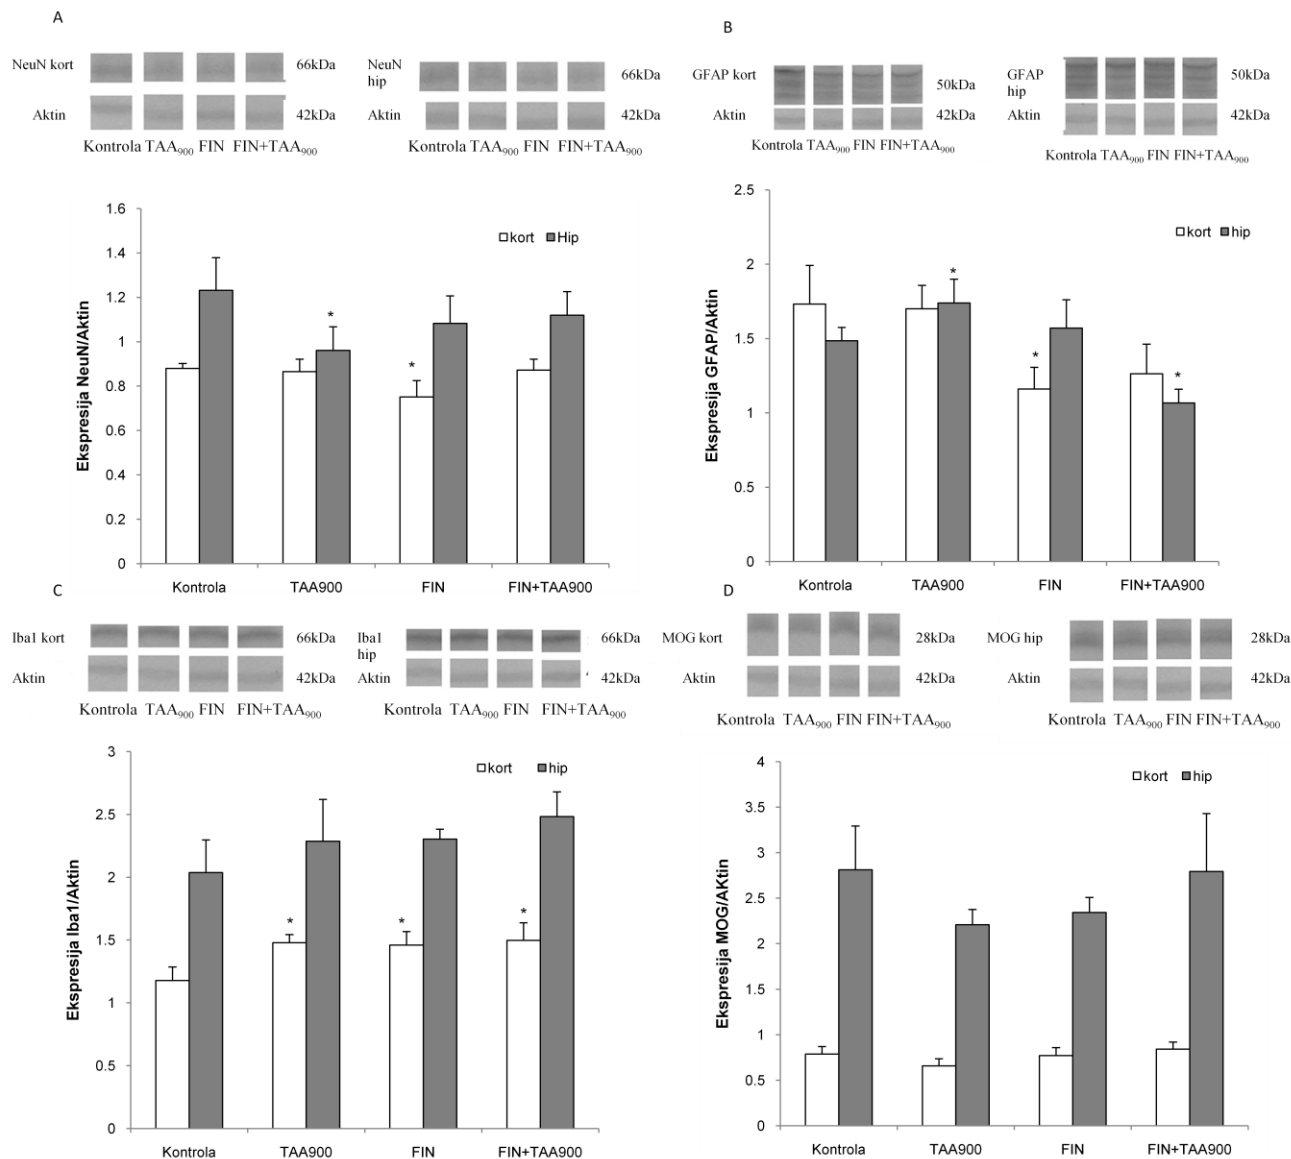 A
NeuN kort
66kDa
Aktin
42kDa
Kontrola TAA900 FIN FIN+TAA900
NeuN
hip
66kDa
Aktin
42kDa
Kontrola TAA900 FIN FIN+TAA900
1.6
1.4
1.2
1
0.8
0.6
0.4
0.2
0
Ekspresija NeuN/Aktin
kort Hip
*
*
Kontrola TAA900 FIN FIN+TAA900
B
GFAP kort
50kDa
Aktin
42kDa
Kontrola TAA900 FIN FIN+TAA900
GFAP
hip
50kDa
Aktin
42kDa
Kontrola TAA900 FIN FIN+TAA900
2.5
2
1.5
1
0.5
0
Ekspresija GFAP/Aktin
kort hip
*
*
*
Kontrola TAA900 FIN FIN+TAA900
C
Iba1 kort
66kDa
Aktin
42kDa
Kontrola TAA900 FIN FIN+TAA900
Iba1
hip
66kDa
Aktin
42kDa
Kontrola TAA900 FIN FIN+TAA900
3
2.5
2
1.5
1
0.5
0
Ekspresija Iba1/Aktin
kort hip
* * *
Kontrola TAA900 FIN FIN+TAA900
D
MOG kort
28kDa
Aktin
42kDa
Kontrola TAA900 FIN FIN+TAA900
MOG hip
28kDa
Aktin
42kDa
Kontrola TAA900 FIN FIN+TAA900
4
3.5
3
2.5
2
1.5
1
0.5
0
Ekspresija MOG/AKtin
kort hip
Kontrola TAA900 FIN FIN+TAA900